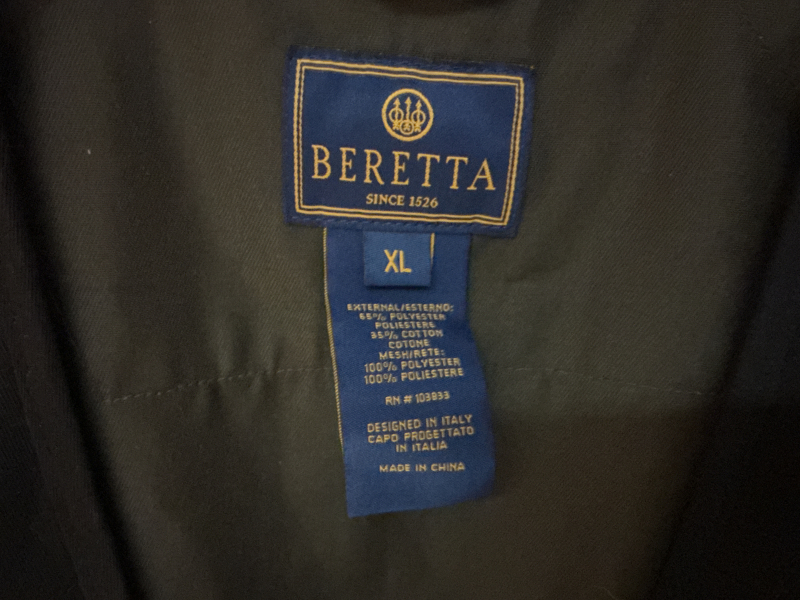 BERETTA
SINCE 1526
XL
EXTERNAL/ESTERNO:
65% POLYESTER
POLIESTERE
35% COTTON
COTONE
MESH/RETE:
100% POLYESTER
100% POLIESTERE
RN # 103833
DESIGNED IN ITALY
CAPO PROGETTATO
IN ITALIA
MADE IN CHINA